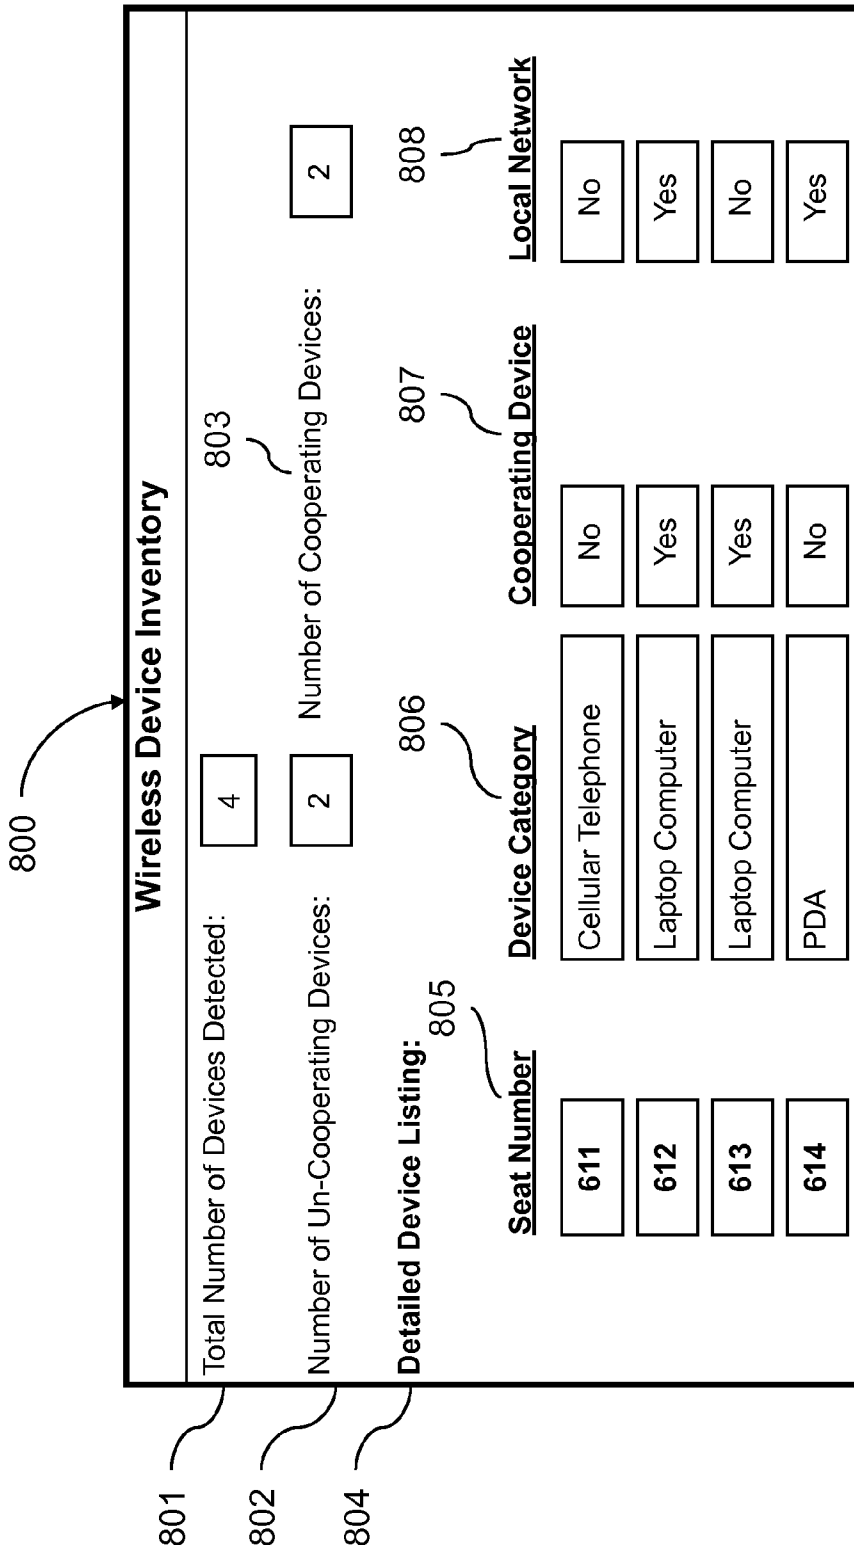 800
Wireless Device Inventory
801
Total Number of Devices Detected: 4
802
Number of Un-Cooperating Devices: 2
803
Number of Cooperating Devices: 2
804
Detailed Device Listing:
805 806 807 808
Seat Number Device Category Cooperating Device Local Network
611 Cellular Telephone No No
612 Laptop Computer Yes Yes
613 Laptop Computer Yes No
614 PDA No Yes